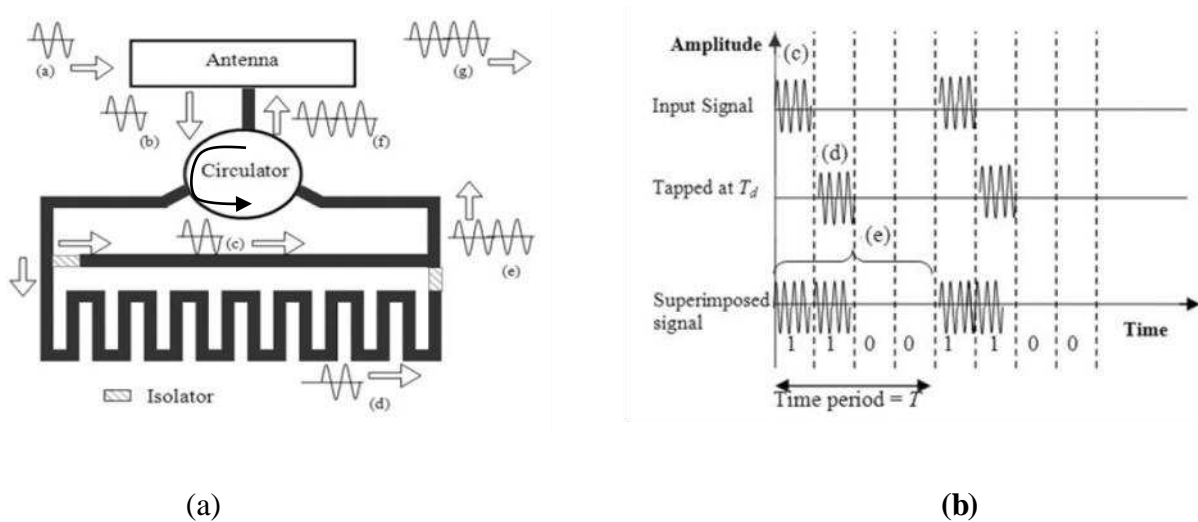 (a)
Antenna
(g)
(b)
(f)
Circulator
(c)
(e)
Isolator
(d)
Amplitude
(c)
Input Signal
(d)
Tapped at T_d
(e)
Superimposed
signal
Time
1 1 0 0 1 1 0 0
Time period = T
(a)
(b)